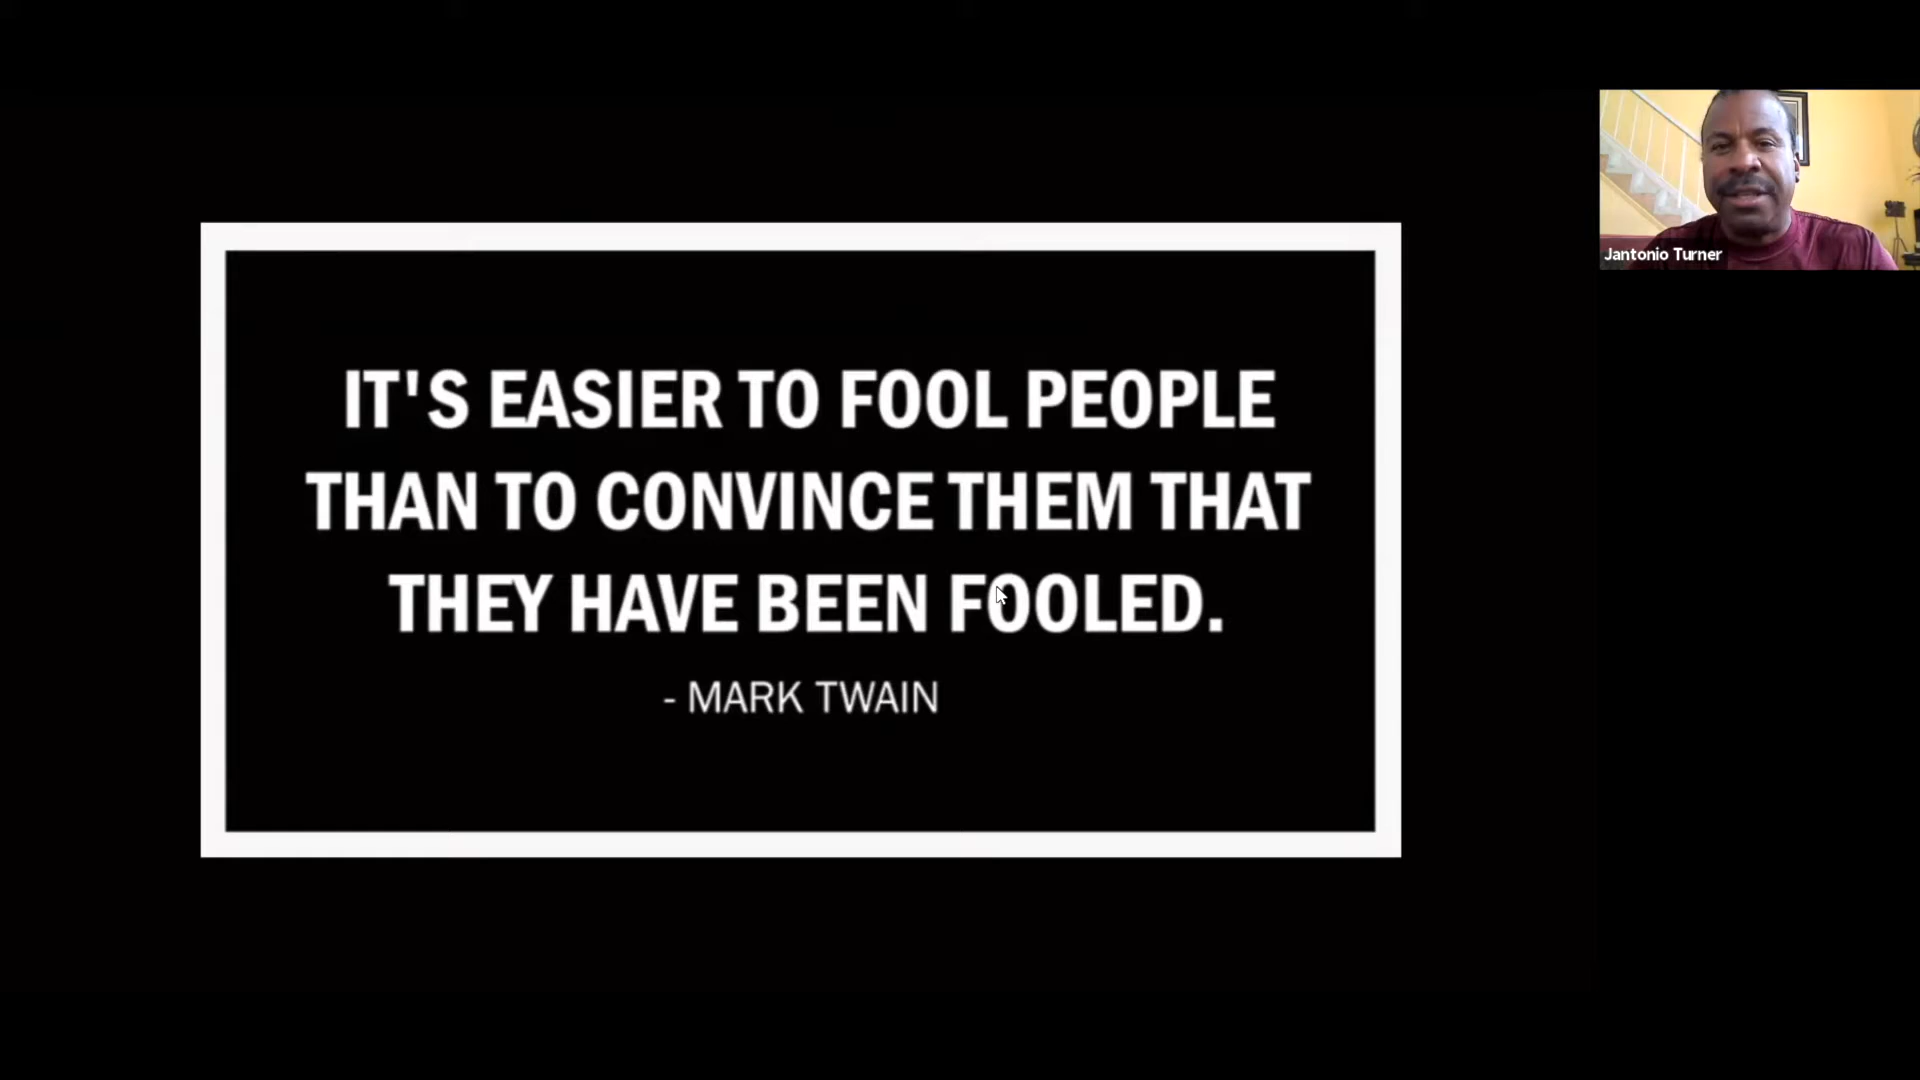 IT'S EASIER TO FOOL PEOPLE
THAN TO CONVINCE THEM THAT
THEY HAVE BEEN FOOLED.
- MARK TWAIN
Jantonio Turner